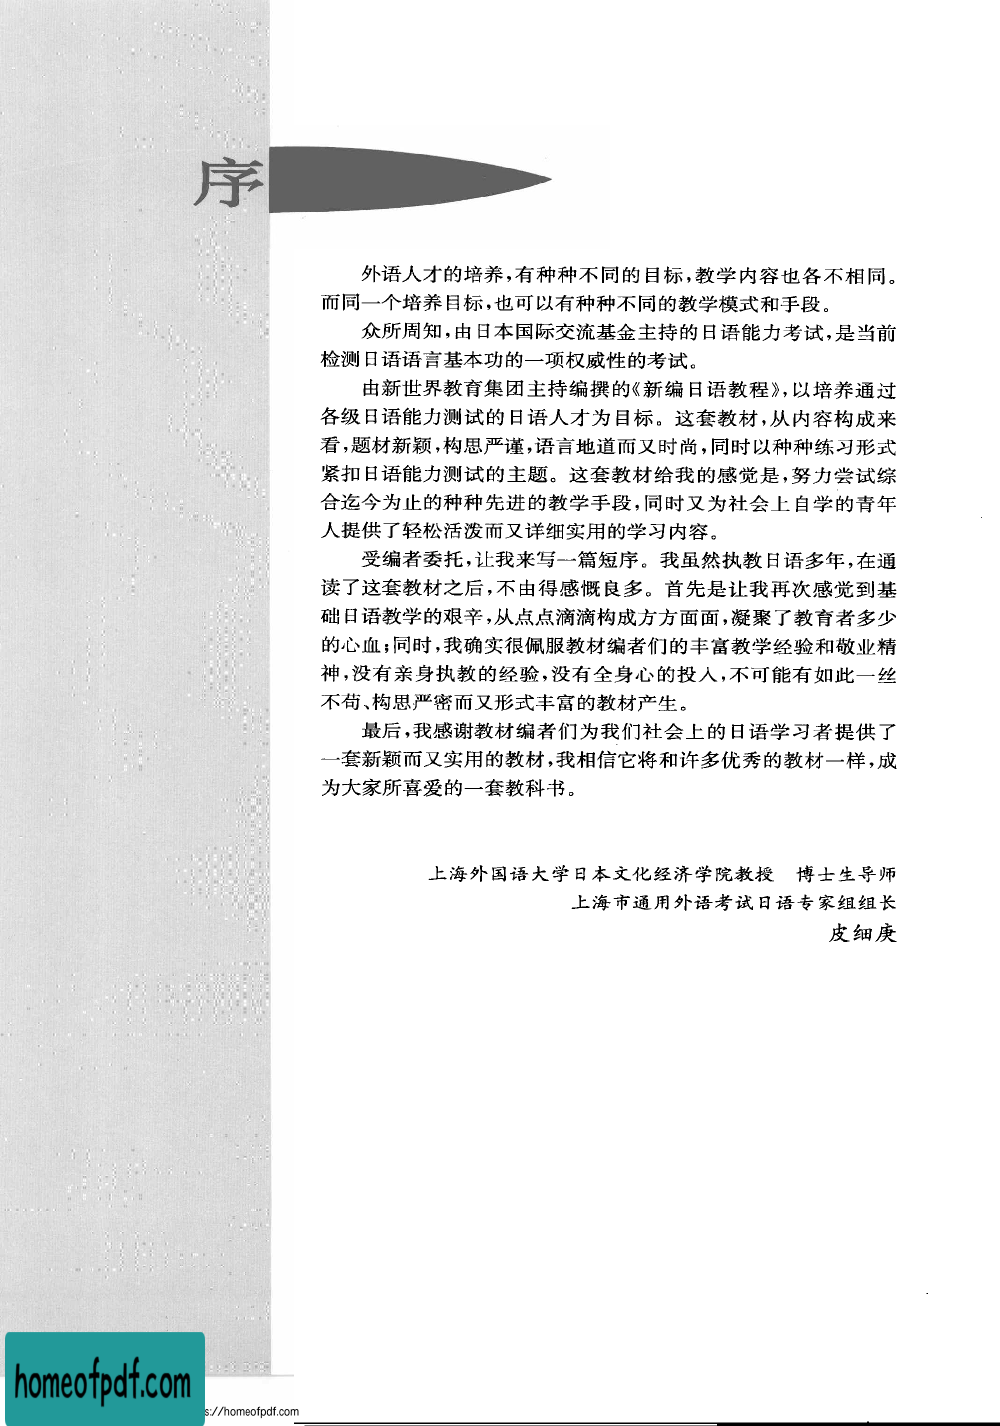 序
外语人才的培养,有种种不同的目标,教学内容也各不相同。
而同一个培养目标,也可以有种种不同的教学模式和手段。
众所周知,由日本国际交流基金主持的日语能力考试,是当前
检测日语语言基本功的一项权威性的考试。
由新世界教育集团主持编撰的《新编日语教程》,以培养通过
各级日语能力测试的日语人才为目标。这套教材,从内容构成来
看,题材新颖,构思严谨,语言地道而又时尚,同时以种种练习形式
紧扣日语能力测试的主题。这套教材给我的感觉是,努力尝试综
合迄今为止的种种先进的教学手段,同时又为社会上自学的青年
人提供了轻松活泼而又详细实用的学习内容。
受编者委托,让我来写一篇短序。我虽然执教日语多年,在通
读了这套教材之后,不由得感慨良多。首先是让我再次感觉到基
础日语教学的艰辛,从点点滴滴构成方方面面,凝聚了教育者多少
的心血;同时,我确实很佩服教材编者们的丰富教学经验和敬业精
神,没有亲身执教的经验,没有全身心的投入,不可能有如此一丝
不苟、构思严密而又形式丰富的教材产生。
最后,我感谢教材编者们为我们社会上的日语学习者提供了
一套新颖而又实用的教材,我相信它将和许多优秀的教材一样,成
为大家所喜爱的一套教科书。
上海外国语大学日本文化经济学院教授　博士生导师
上海市通用外语考试日语专家组组长
皮细庚
homeofpdf.com
s://homeofpdf.com